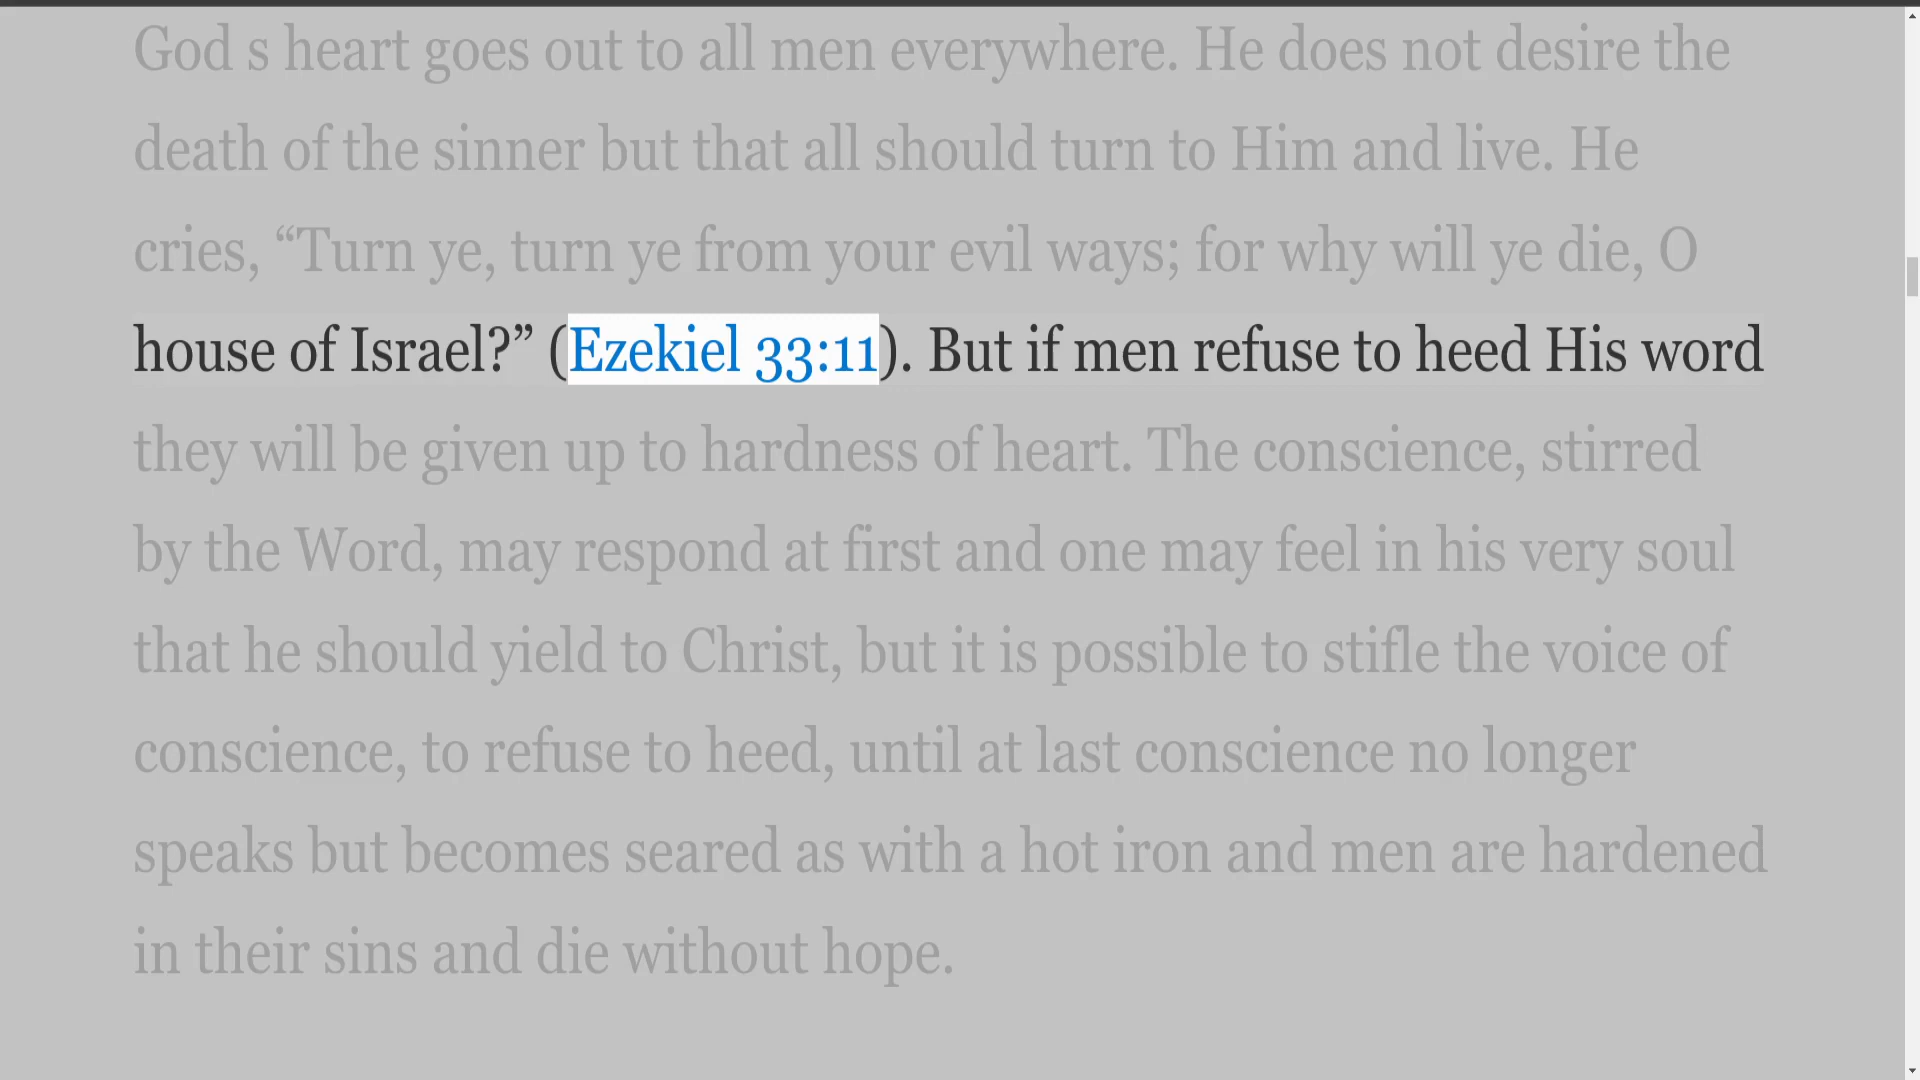 God s heart goes out to all men everywhere. He does not desire the
death of the sinner but that all should turn to Him and live. He
cries, “Turn ye, turn ye from your evil ways; for why will ye die, O
house of Israel?” (Ezekiel 33:11). But if men refuse to heed His word
they will be given up to hardness of heart. The conscience, stirred
by the Word, may respond at first and one may feel in his very soul
that he should yield to Christ, but it is possible to stifle the voice of
conscience, to refuse to heed, until at last conscience no longer
speaks but becomes seared as with a hot iron and men are hardened
in their sins and die without hope.